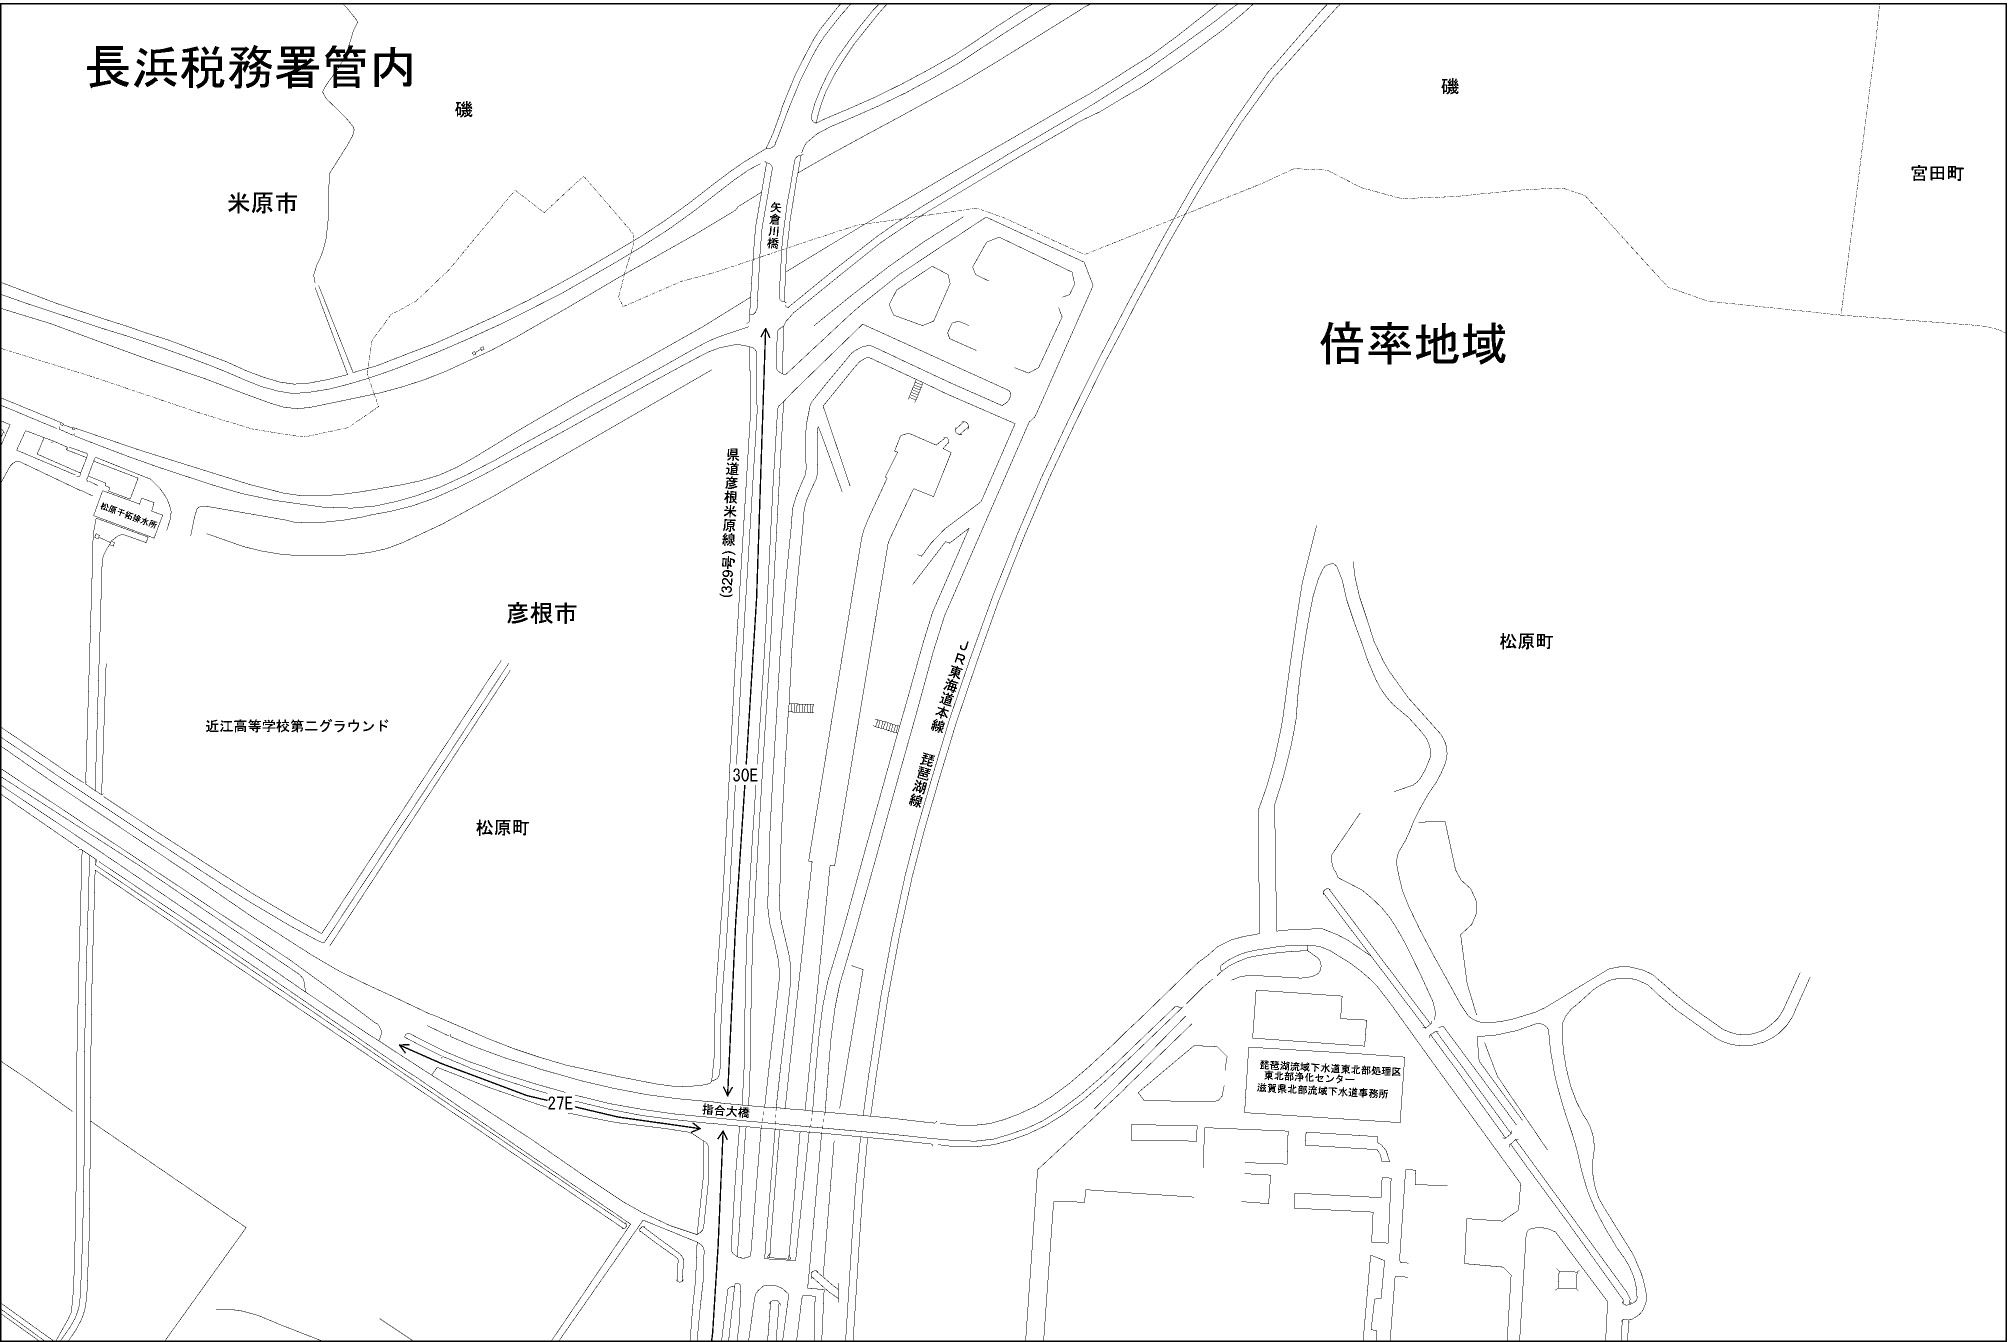 長浜税務署管内
磯
磯
宮田町
米原市
矢倉川橋
倍率地域
県道彦根米原線(329号)
松原干拓排水所
彦根市
松原町
JR東海道本線 琵琶湖線
近江高等学校第二グラウンド
30E
松原町
琵琶湖流域下水道東北部処理区
東北部浄化センター
滋賀県北部流域下水道事務所
27E
指合大橋